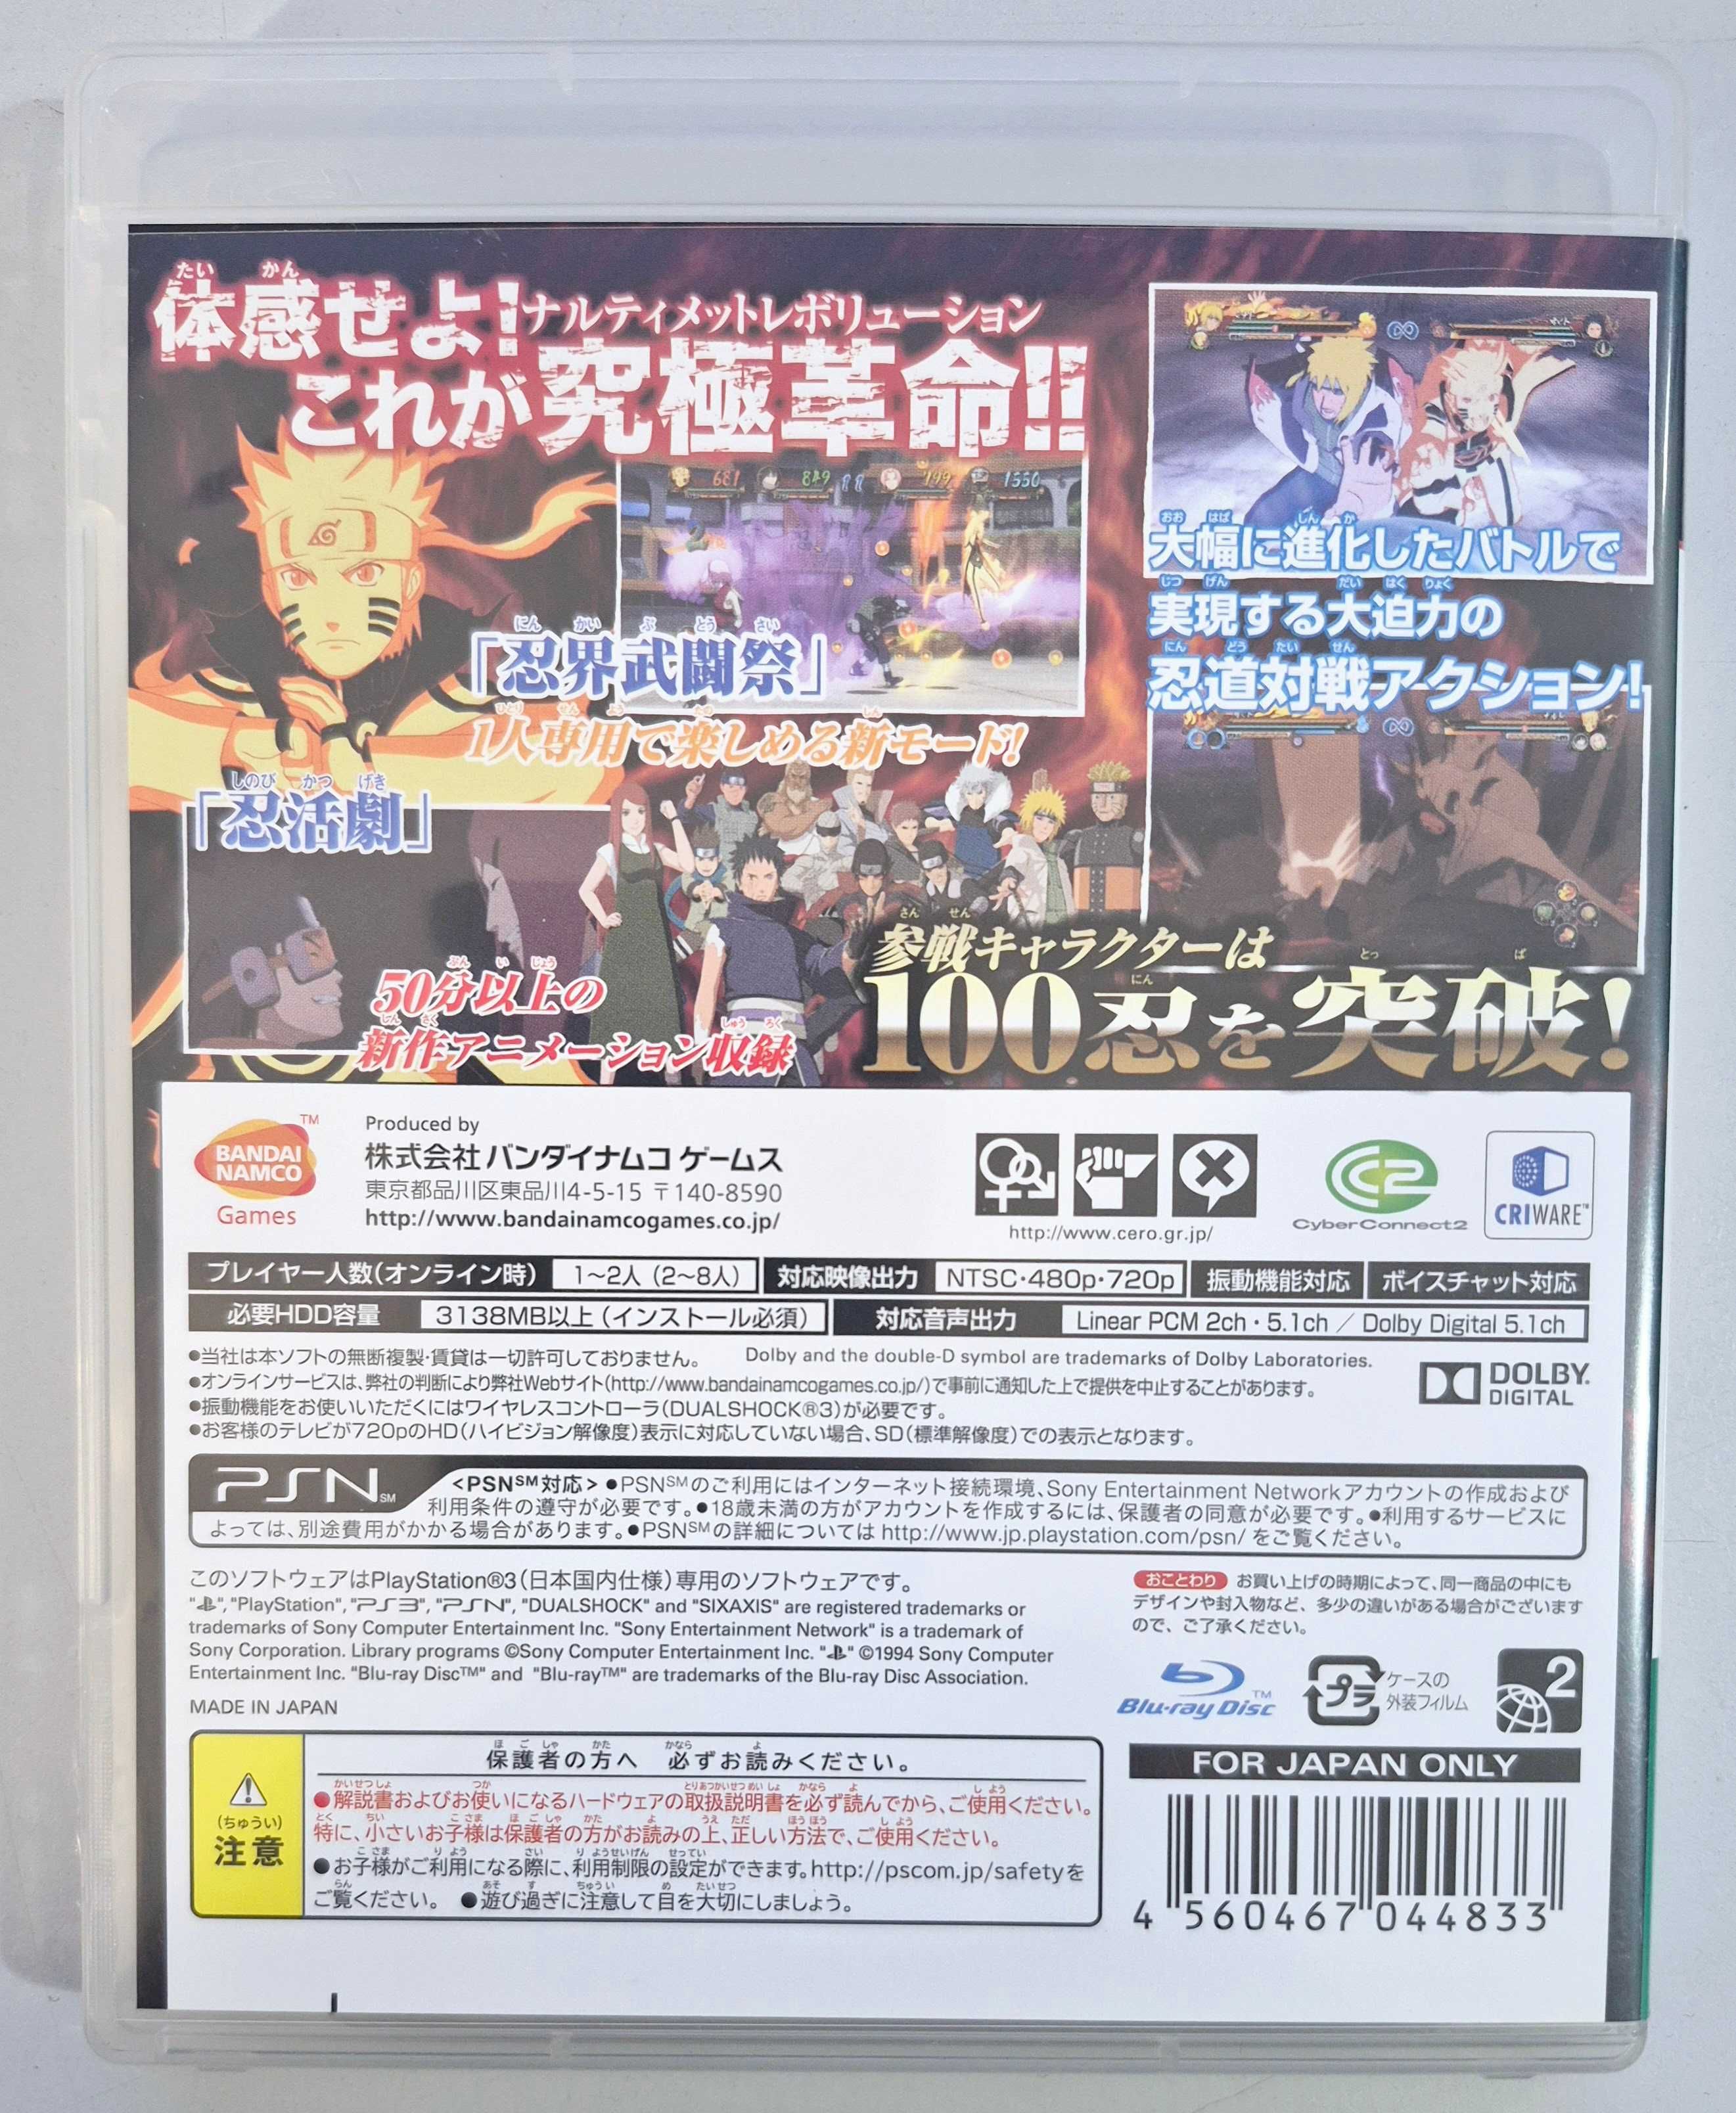 体感せよ!
ナルティメットレボリューション
これが究極革命!!
681 849 799 1550
「忍界武闘祭」
1人専用で楽しめる新モード!
大幅に進化したバトルで
実現する大迫力の
忍道対戦アクション!
「忍活劇」
50分以上の
新作アニメーション収録
参戦キャラクターは
100忍を突破!
BANDAI NAMCO Games ™
Produced by
株式会社バンダイナムコ ゲームス
東京都品川区東品川4-5-15 〒140-8590
http://www.bandainamcogames.co.jp/
http://www.cero.gr.jp/
CyberConnect2
CRIWARE™
プレイヤー人数(オンライン時) 1~2人(2~8人) 対応映像出力 NTSC・480p・720p 振動機能対応 ボイスチャット対応
必要HDD容量 3138MB以上(インストール必須) 対応音声出力 Linear PCM 2ch・5.1ch / Dolby Digital 5.1ch
●当社は本ソフトの無断複製・賃貸は一切許可しておりません。 Dolby and the double-D symbol are trademarks of Dolby Laboratories.
●オンラインサービスは、弊社の判断により弊社Webサイト(http://www.bandainamcogames.co.jp/)で事前に通知した上で提供を中止することがあります。
●振動機能をお使いいただくにはワイヤレスコントローラ(DUALSHOCK®3)が必要です。
●お客様のテレビが720pのHD(ハイビジョン解像度)表示に対応していない場合、SD(標準解像度)での表示となります。
DOLBY.
DIGITAL
PSN SM
<PSN℠対応> ●PSN℠のご利用にはインターネット接続環境、Sony Entertainment Networkアカウントの作成および
利用条件の遵守が必要です。●18歳未満の方がアカウントを作成するには、保護者の同意が必要です。●利用するサービスに
よっては、別途費用がかかる場合があります。●PSN℠の詳細については http://www.jp.playstation.com/psn/ をご覧ください。
このソフトウェアはPlayStation®3(日本国内仕様)専用のソフトウェアです。
"", "PlayStation", "PS3", "PSN", "DUALSHOCK" and "SIXAXIS" are registered trademarks or
trademarks of Sony Computer Entertainment Inc. "Sony Entertainment Network" is a trademark of
Sony Corporation. Library programs ©Sony Computer Entertainment Inc. "" ©1994 Sony Computer
Entertainment Inc. "Blu-ray Disc™" and "Blu-ray™" are trademarks of the Blu-ray Disc Association.
MADE IN JAPAN
おことわり お買い上げの時期によって、同一商品の中にも
デザインや封入物など、多少の違いがある場合がございます
ので、ご了承ください。
Blu-ray Disc™
プラ ケースの
外装フィルム
2
FOR JAPAN ONLY
4 560467 044833
(ちゅうい)
注意
保護者の方へ 必ずお読みください。
●解説書およびお使いになるハードウェアの取扱説明書を必ず読んでから、ご使用ください。
特に、小さいお子様は保護者の方がお読みの上、正しい方法で、ご使用ください。
●お子様がご利用になる際に、利用制限の設定ができます。http://pscom.jp/safetyを
ご覧ください。 ●遊び過ぎに注意して目を大切にしましょう。